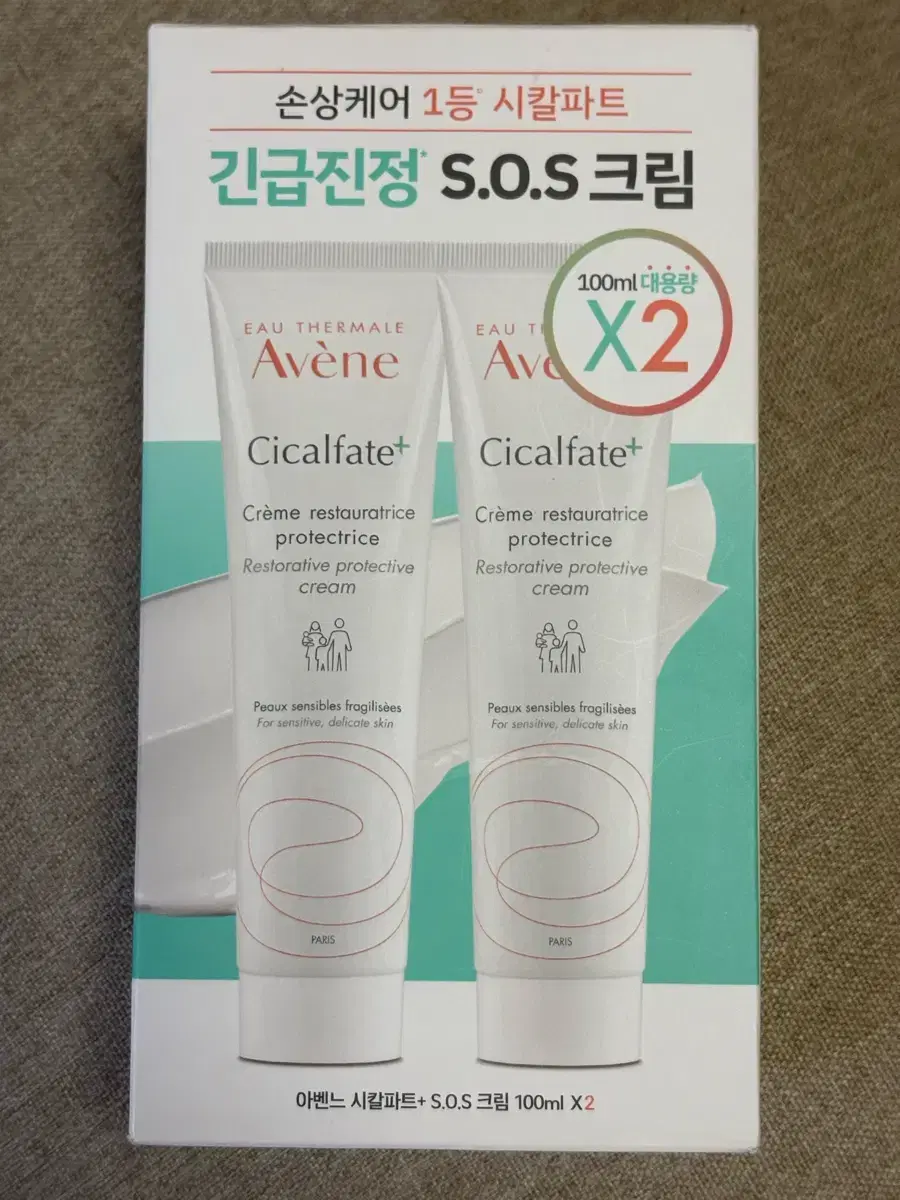 손상케어 1등° 시칼파트
긴급진정* S.O.S 크림
100ml 대용량
X2
EAU THERMALE
Avène
Cicalfate+
Crème restauratrice
protectrice
Restorative protective
cream
Peaux sensibles fragilisées
For sensitive, delicate skin
PARIS
EAU TH
Avè
Cicalfate+
Crème restauratrice
protectrice
Restorative protective
cream
Peaux sensibles fragilisées
For sensitive, delicate skin
PARIS
아벤느 시칼파트+ S.O.S 크림 100ml X2